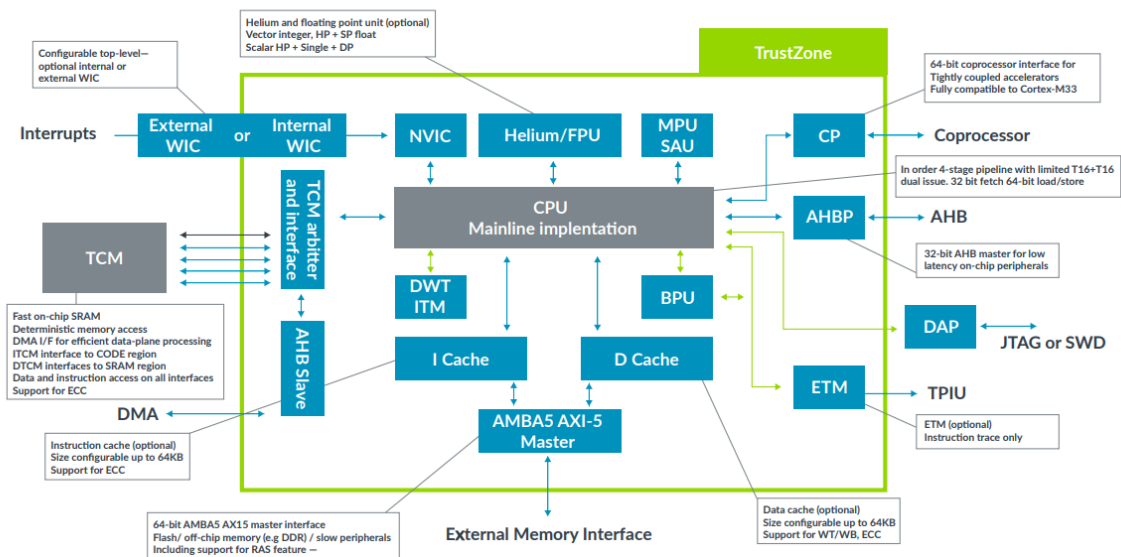 Helium and floating point unit (optional)
Vector integer, HP + SP float
Scalar HP + Single + DP
Configurable top-level—
optional internal or
external WIC
TrustZone
64-bit coprocessor interface for
Tightly coupled accelerators
Fully compatible to Cortex-M33
Interrupts
External
WIC
or
Internal
WIC
NVIC
Helium/FPU
MPU
SAU
CP
Coprocessor
In order 4-stage pipeline with limited T16+T16
dual issue. 32 bit fetch 64-bit load/store
TCM arbitter
and interface
CPU
Mainline implentation
AHBP
AHB
TCM
32-bit AHB master for low
latency on-chip peripherals
DWT
ITM
BPU
Fast on-chip SRAM
Deterministic memory access
DMA I/F for efficient data-plane processing
ITCM interface to CODE region
DTCM interfaces to SRAM region
Data and instruction access on all interfaces
Support for ECC
AHB Slave
DAP
JTAG or SWD
I Cache
D Cache
ETM
TPIU
DMA
AMBA5 AXI-5
Master
ETM (optional)
Instruction trace only
Instruction cache (optional)
Size configurable up to 64KB
Support for ECC
Data cache (optional)
Size configurable up to 64KB
Support for WT/WB, ECC
64-bit AMBA5 AX15 master interface
Flash/ off-chip memory (e.g DDR) / slow peripherals
Including support for RAS feature —
External Memory Interface